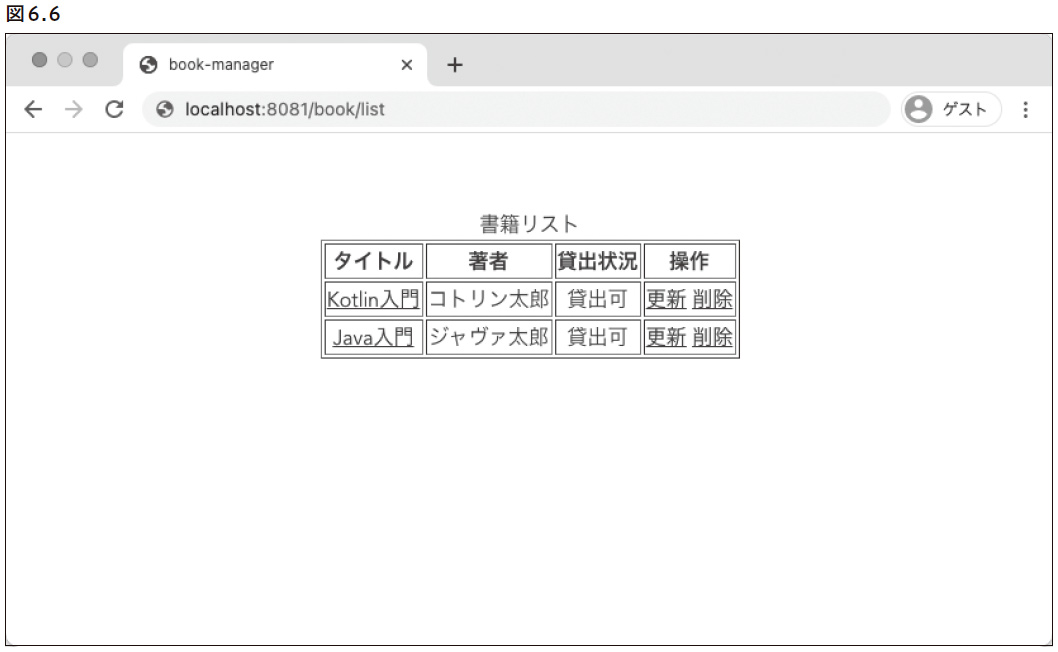 図6.6
book-manager
localhost:8081/book/list
ゲスト
書籍リスト
タイトル 著者 貸出状況 操作
Kotlin入門 コトリン太郎 貸出可 更新 削除
Java入門 ジャヴァ太郎 貸出可 更新 削除